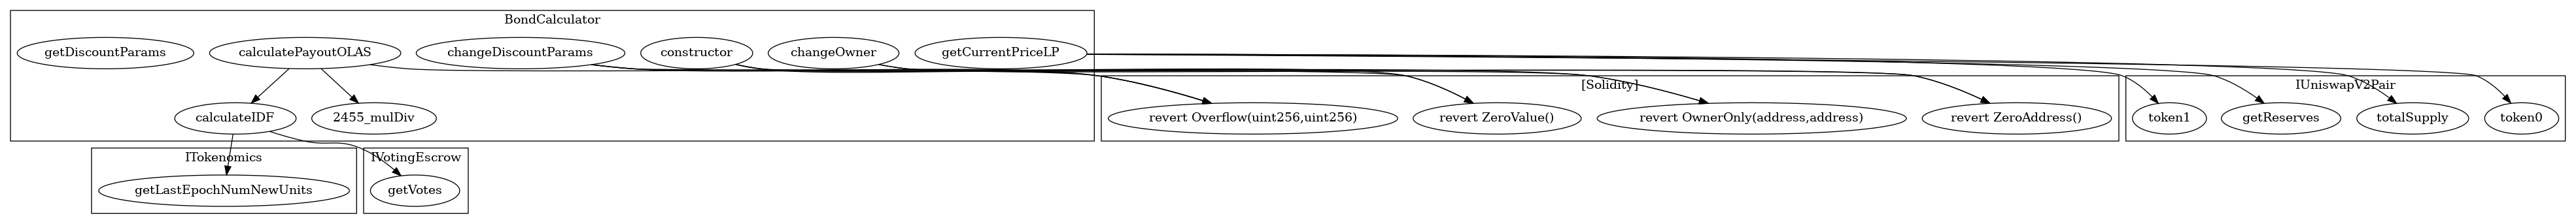 BondCalculator
getDiscountParams
calculatePayoutOLAS
changeDiscountParams
constructor
changeOwner
getCurrentPriceLP
calculateIDF
2455_mulDiv
[Solidity]
revert Overflow(uint256,uint256)
revert ZeroValue()
revert OwnerOnly(address,address)
revert ZeroAddress()
IUniswapV2Pair
token1
getReserves
totalSupply
token0
ITokenomics
getLastEpochNumNewUnits
IVotingEscrow
getVotes